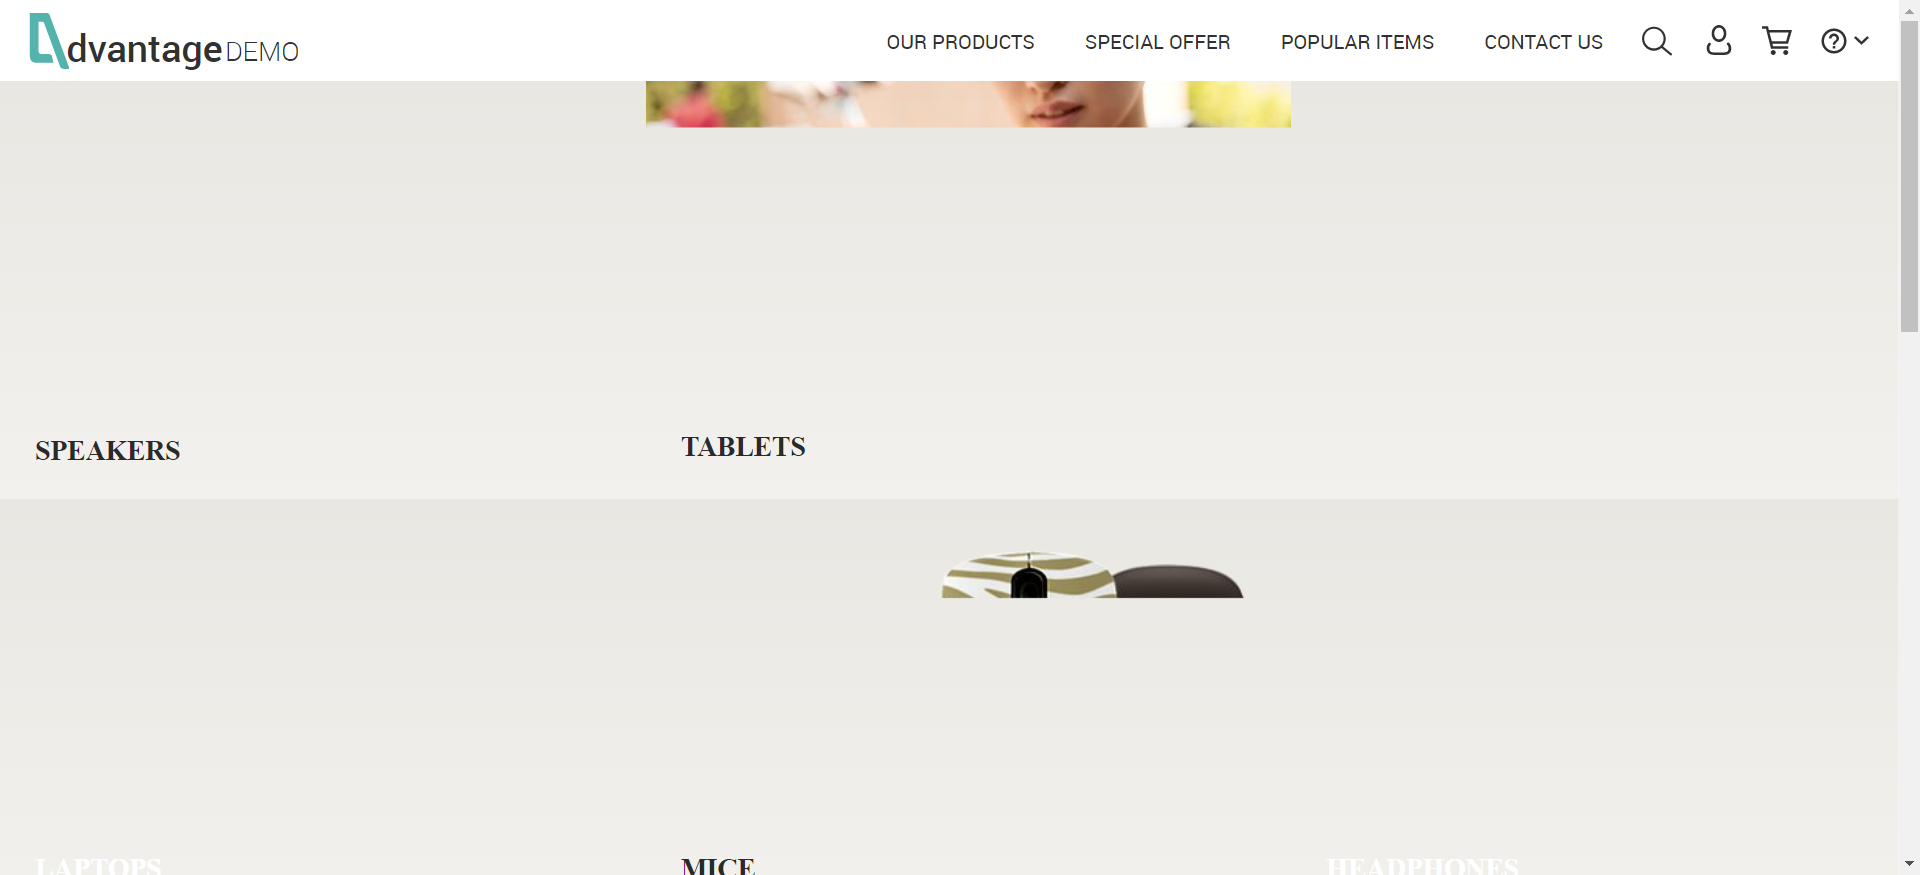 dvantage DEMO
OUR PRODUCTS SPECIAL OFFER POPULAR ITEMS CONTACT US
SPEAKERS
TABLETS
LAPTOPS
MICE
HEADPHONES